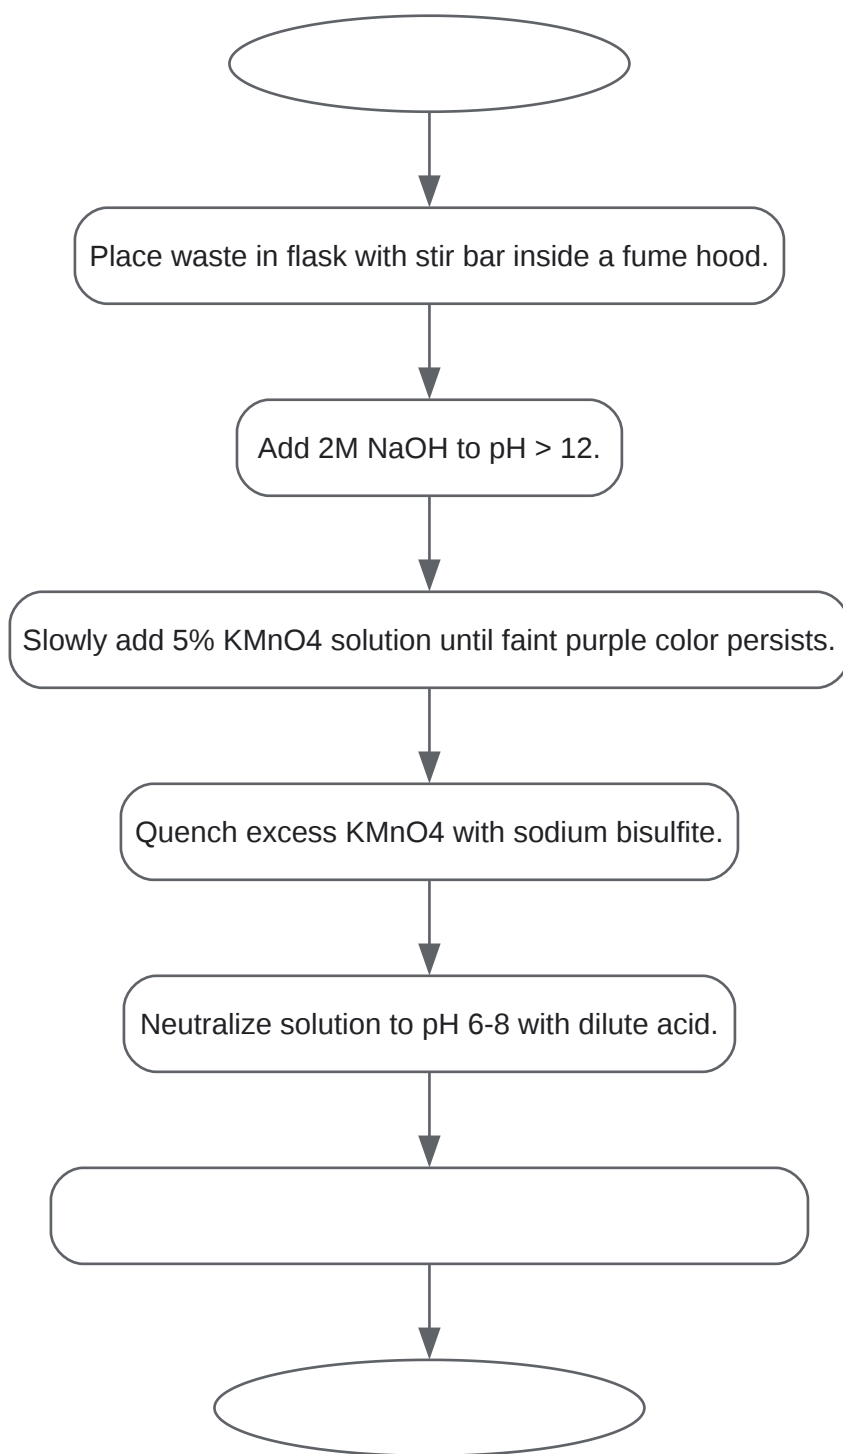 Place waste in flask with stir bar inside a fume hood.
Add 2M NaOH to pH > 12.
Slowly add 5% KMnO4 solution until faint purple color persists.
Quench excess KMnO4 with sodium bisulfite.
Neutralize solution to pH 6-8 with dilute acid.